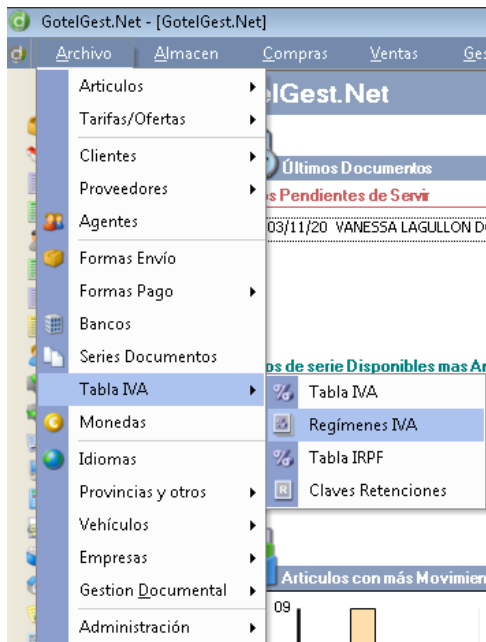 GotelGest.Net - [GotelGest.Net]
Archivo Almacen Compras Ventas Ges
lGest.Net
Articulos
Tarifas/Ofertas
Clientes
Últimos Documentos
Proveedores
s Pendientes de Servir
Agentes
03/11/20 VANESSA LAGULLON D
Formas Envío
Formas Pago
Bancos
Series Documentos
os de serie Disponibles mas An
Tabla IVA
Tabla IVA
Monedas
Regímenes IVA
Idiomas
Tabla IRPF
Provincias y otros
Claves Retenciones
Vehículos
Empresas
Gestion Documental
Articulos con más Movimien
Administración
09